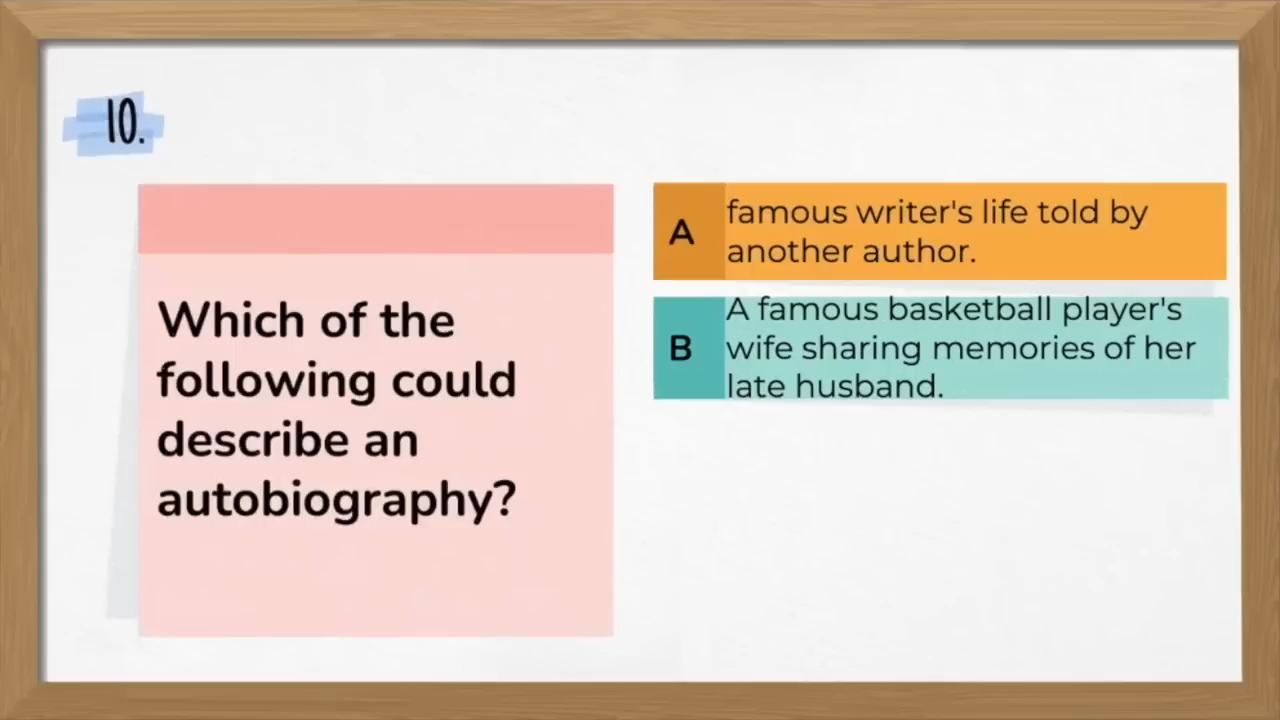 10.
Which of the
following could
describe an
autobiography?
A
famous writer's life told by
another author.
B
A famous basketball player's
wife sharing memories of her
late husband.